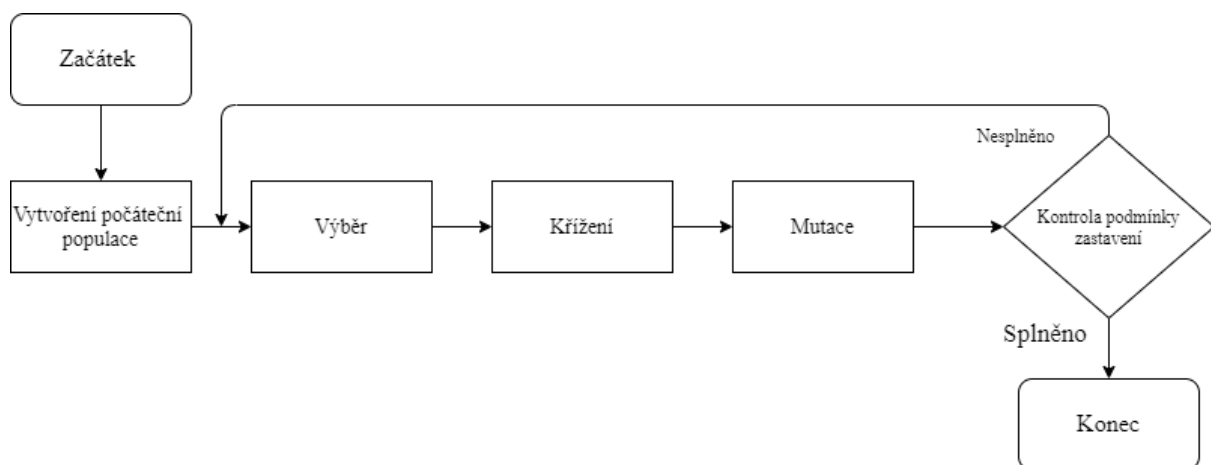 Začátek
Nesplněno
Vytvoření počáteční
populace
Výběr
Křížení
Mutace
Kontrola podmínky
zastavení
Splněno
Konec